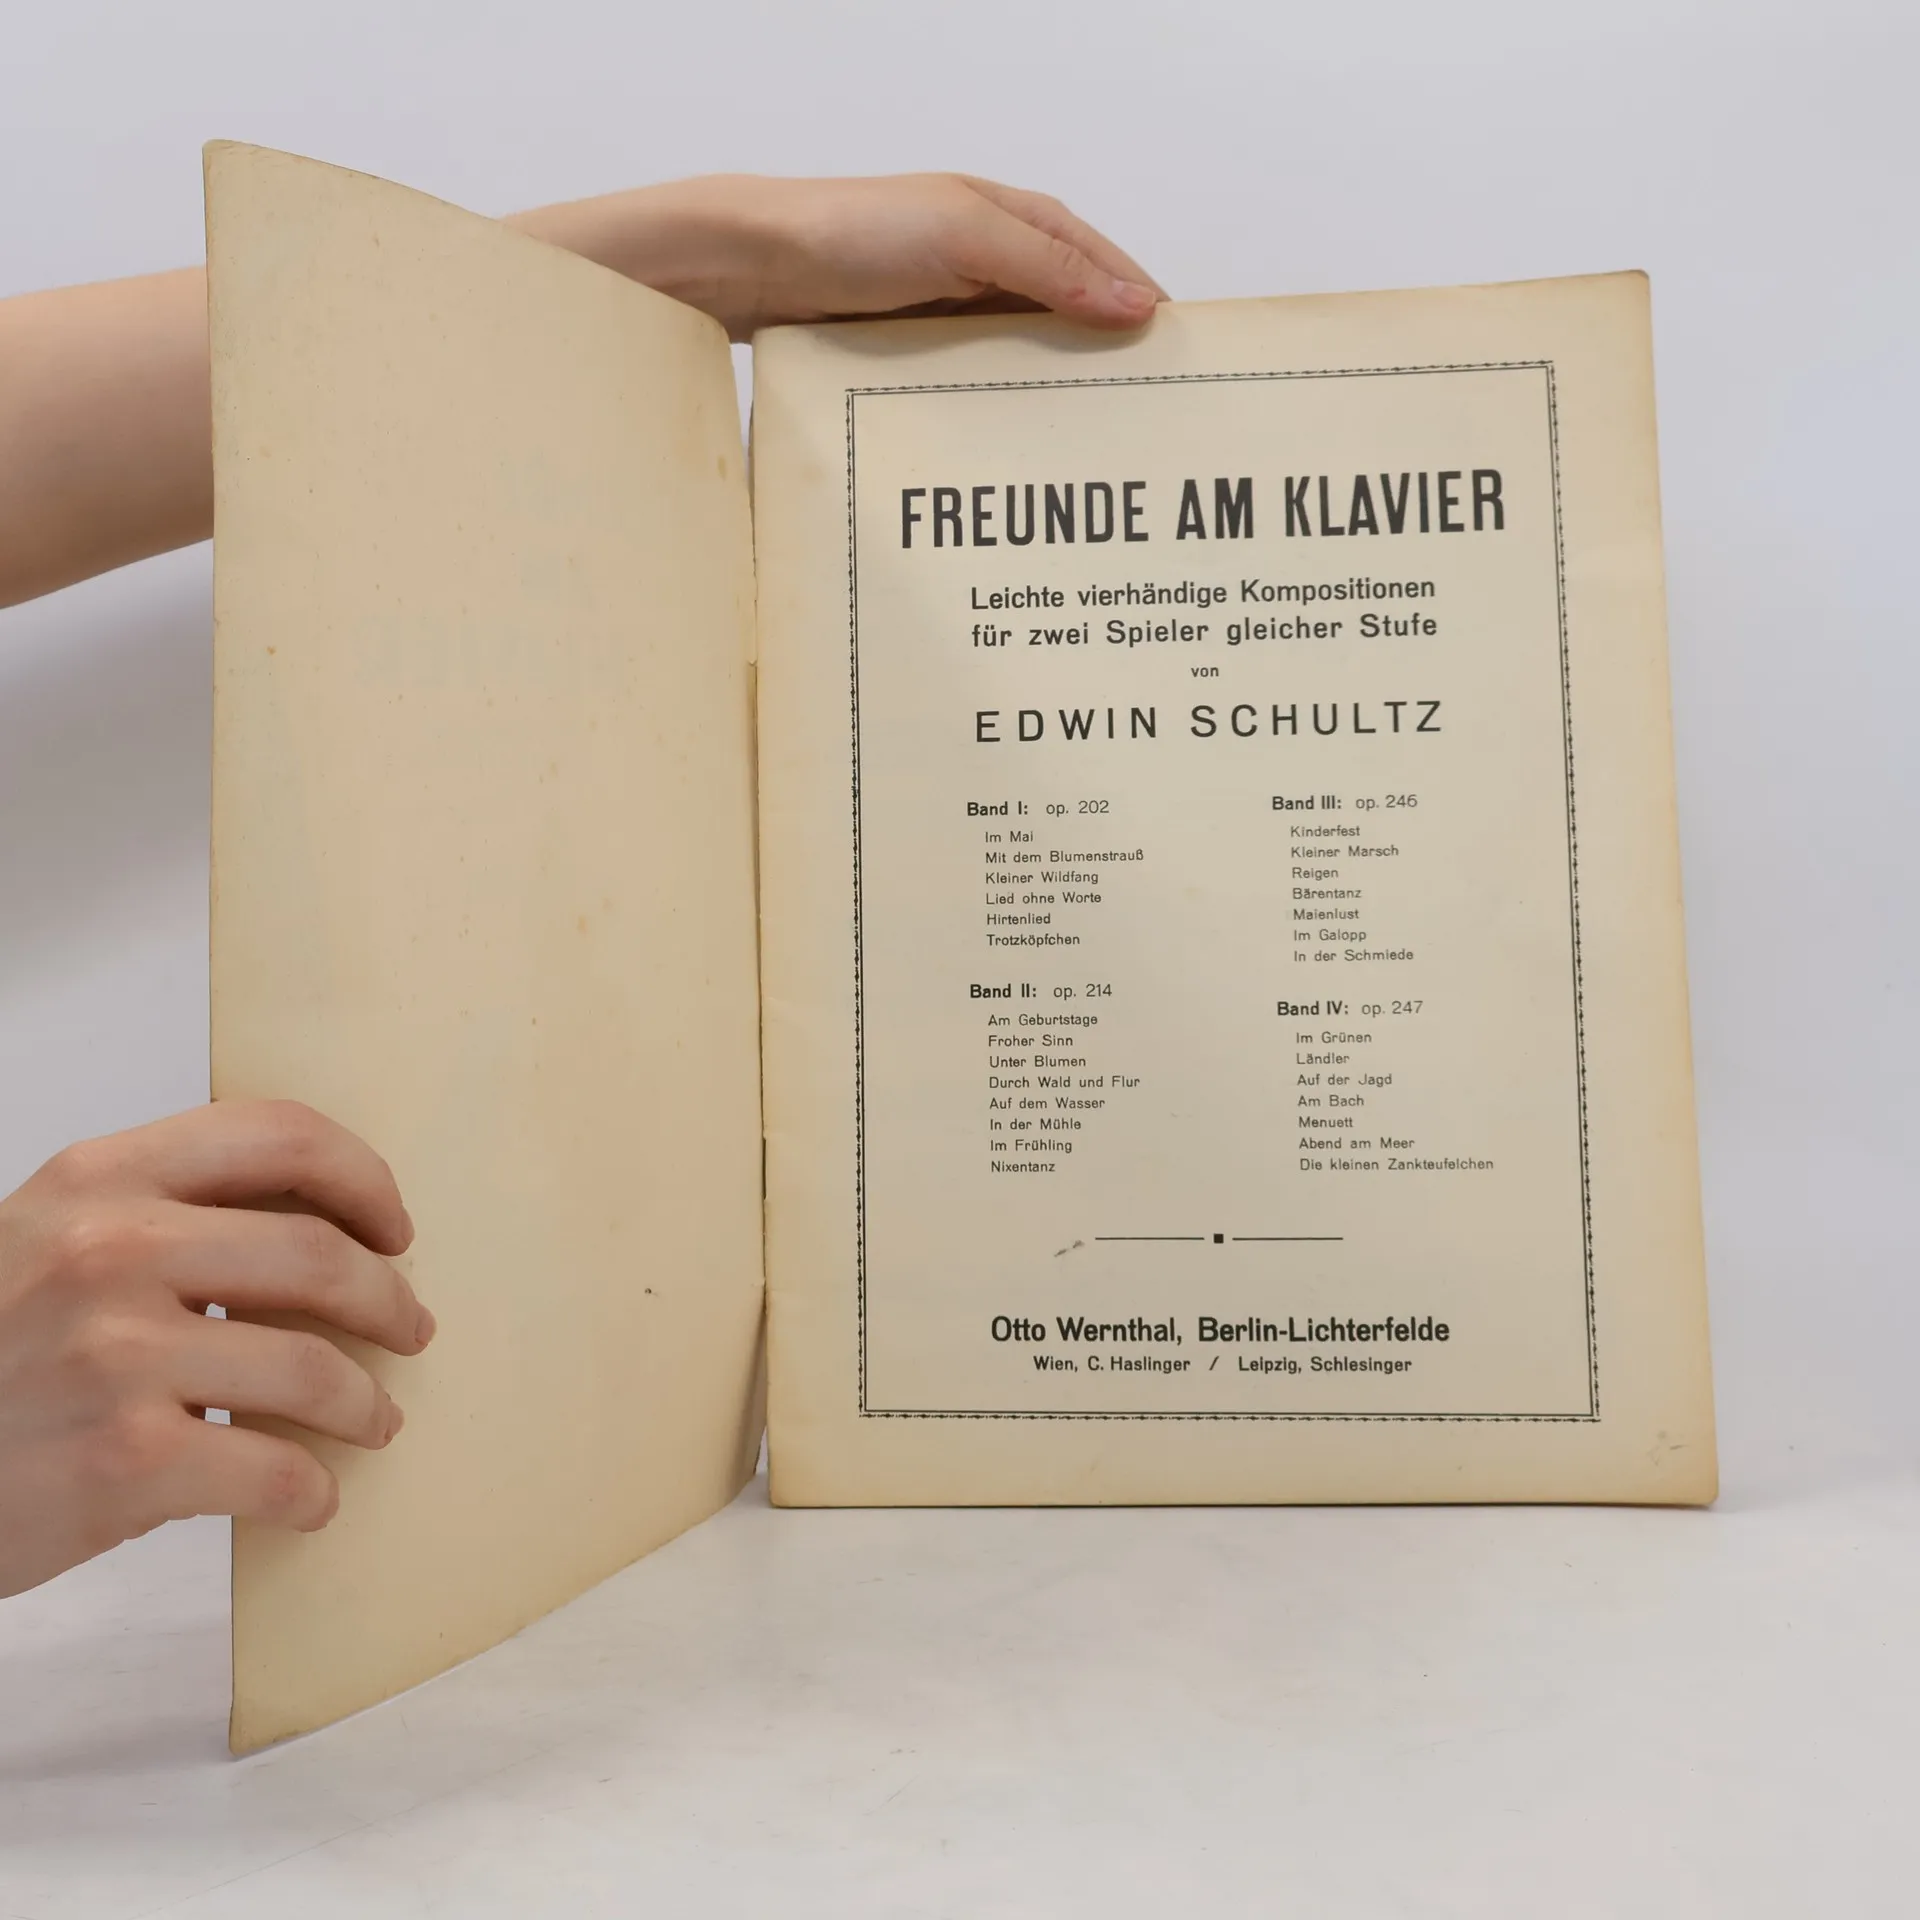 FREUNDE AM KLAVIER
Leichte vierhändige Kompositionen
für zwei Spieler gleicher Stufe
von
EDWIN SCHULTZ
Band I: op. 202
Im Mai
Mit dem Blumenstrauß
Kleiner Wildfang
Lied ohne Worte
Hirtenlied
Trotzköpfchen
Band II: op. 214
Am Geburtstage
Froher Sinn
Unter Blumen
Durch Wald und Flur
Auf dem Wasser
In der Mühle
Im Frühling
Nixentanz
Band III: op. 246
Kinderfest
Kleiner Marsch
Reigen
Bärentanz
Maienlust
Im Galopp
In der Schmiede
Band IV: op. 247
Im Grünen
Ländler
Auf der Jagd
Am Bach
Menuett
Abend am Meer
Die kleinen Zankteufelchen
Otto Wernthal, Berlin-Lichterfelde
Wien, C. Haslinger / Leipzig, Schlesinger